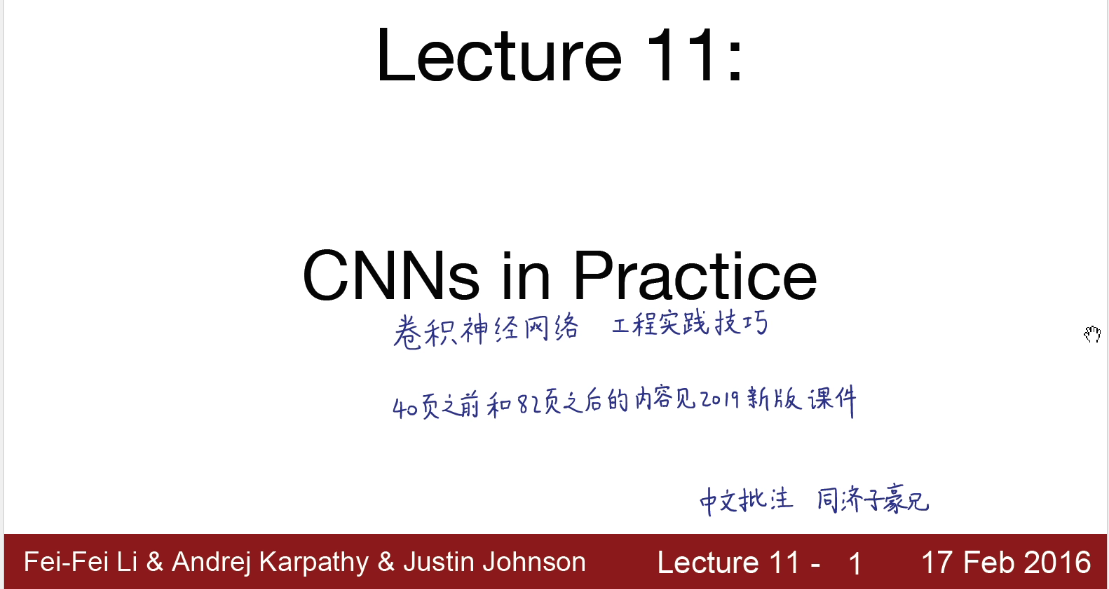 Lecture 11:
CNNs in Practice
卷积神经网络 工程实践技巧
40页之前和82页之后的内容见2019新版课件
中文批注 同济子豪兄
Fei-Fei Li & Andrej Karpathy & Justin Johnson Lecture 11 - 1 17 Feb 2016